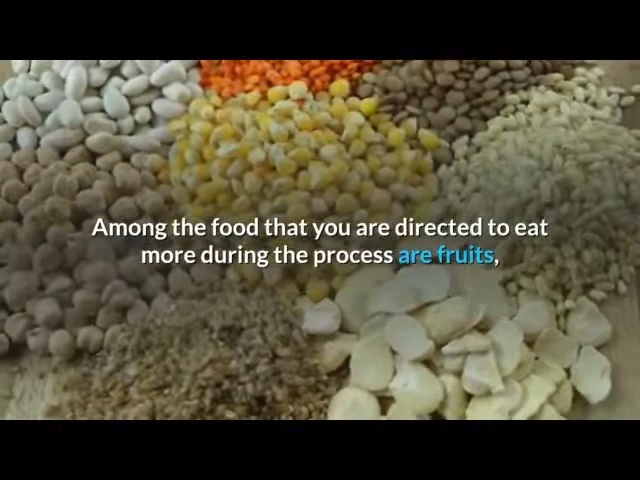 Among the food that you are directed to eat
more during the process are fruits,